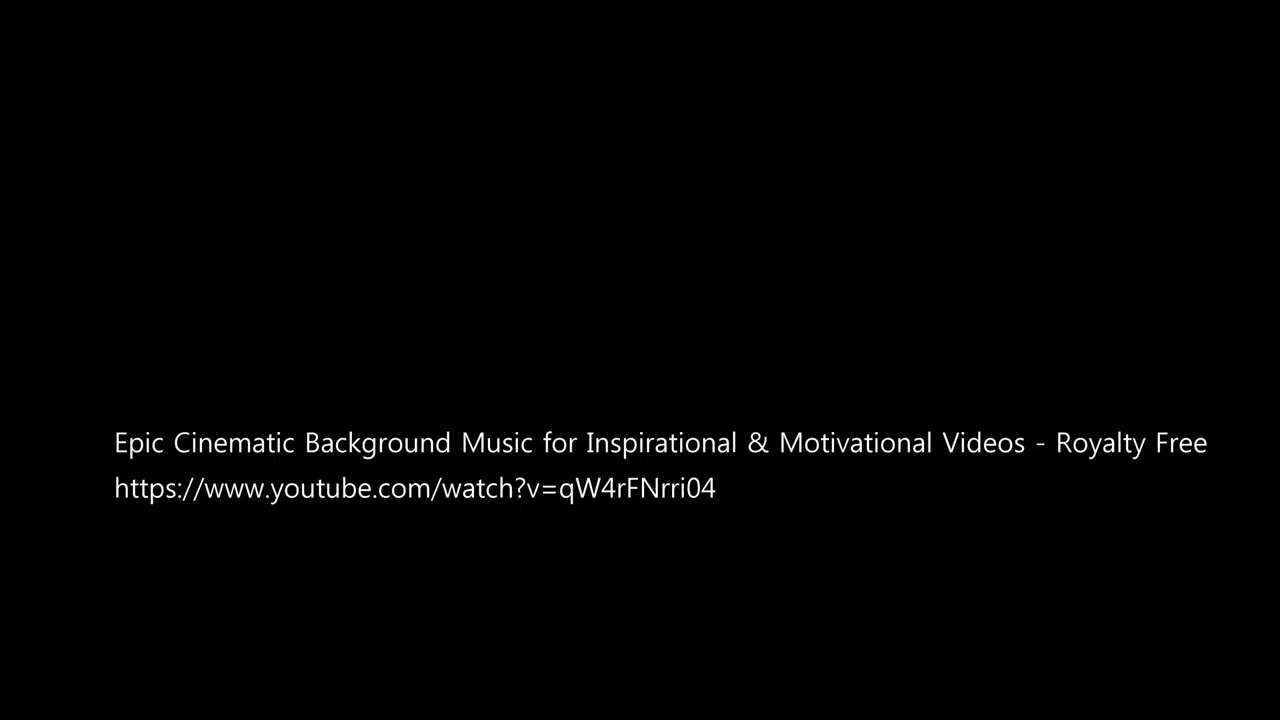 Epic Cinematic Background Music for Inspirational & Motivational Videos - Royalty Free
https://www.youtube.com/watch?v=qW4rFNrri04